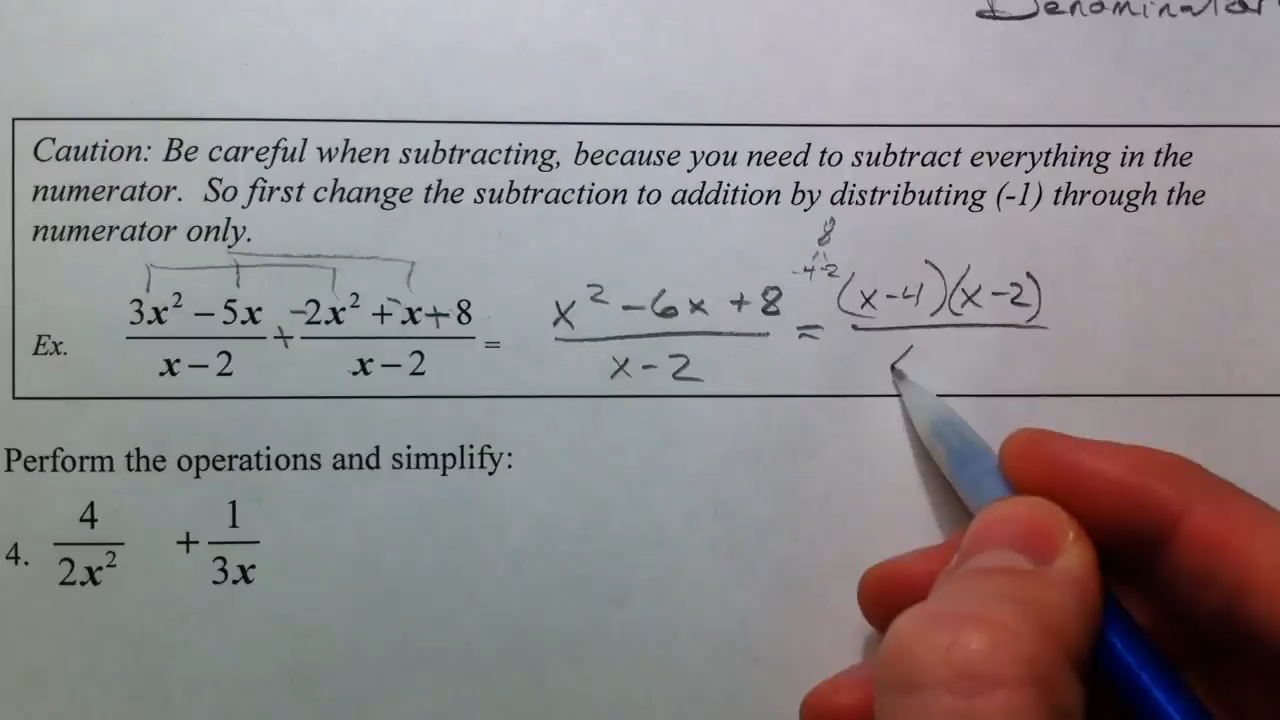 Denominator
Caution: Be careful when subtracting, because you need to subtract everything in the
numerator. So first change the subtraction to addition by distributing (-1) through the
numerator only.
8
-4 -2
Ex. (3x² − 5x)/(x − 2) + (−2x² + −x + 8)/(x − 2) = (x² − 6x + 8)/(x − 2) = (x − 4)(x − 2)/(
Perform the operations and simplify:
4. 4/(2x²) + 1/(3x)